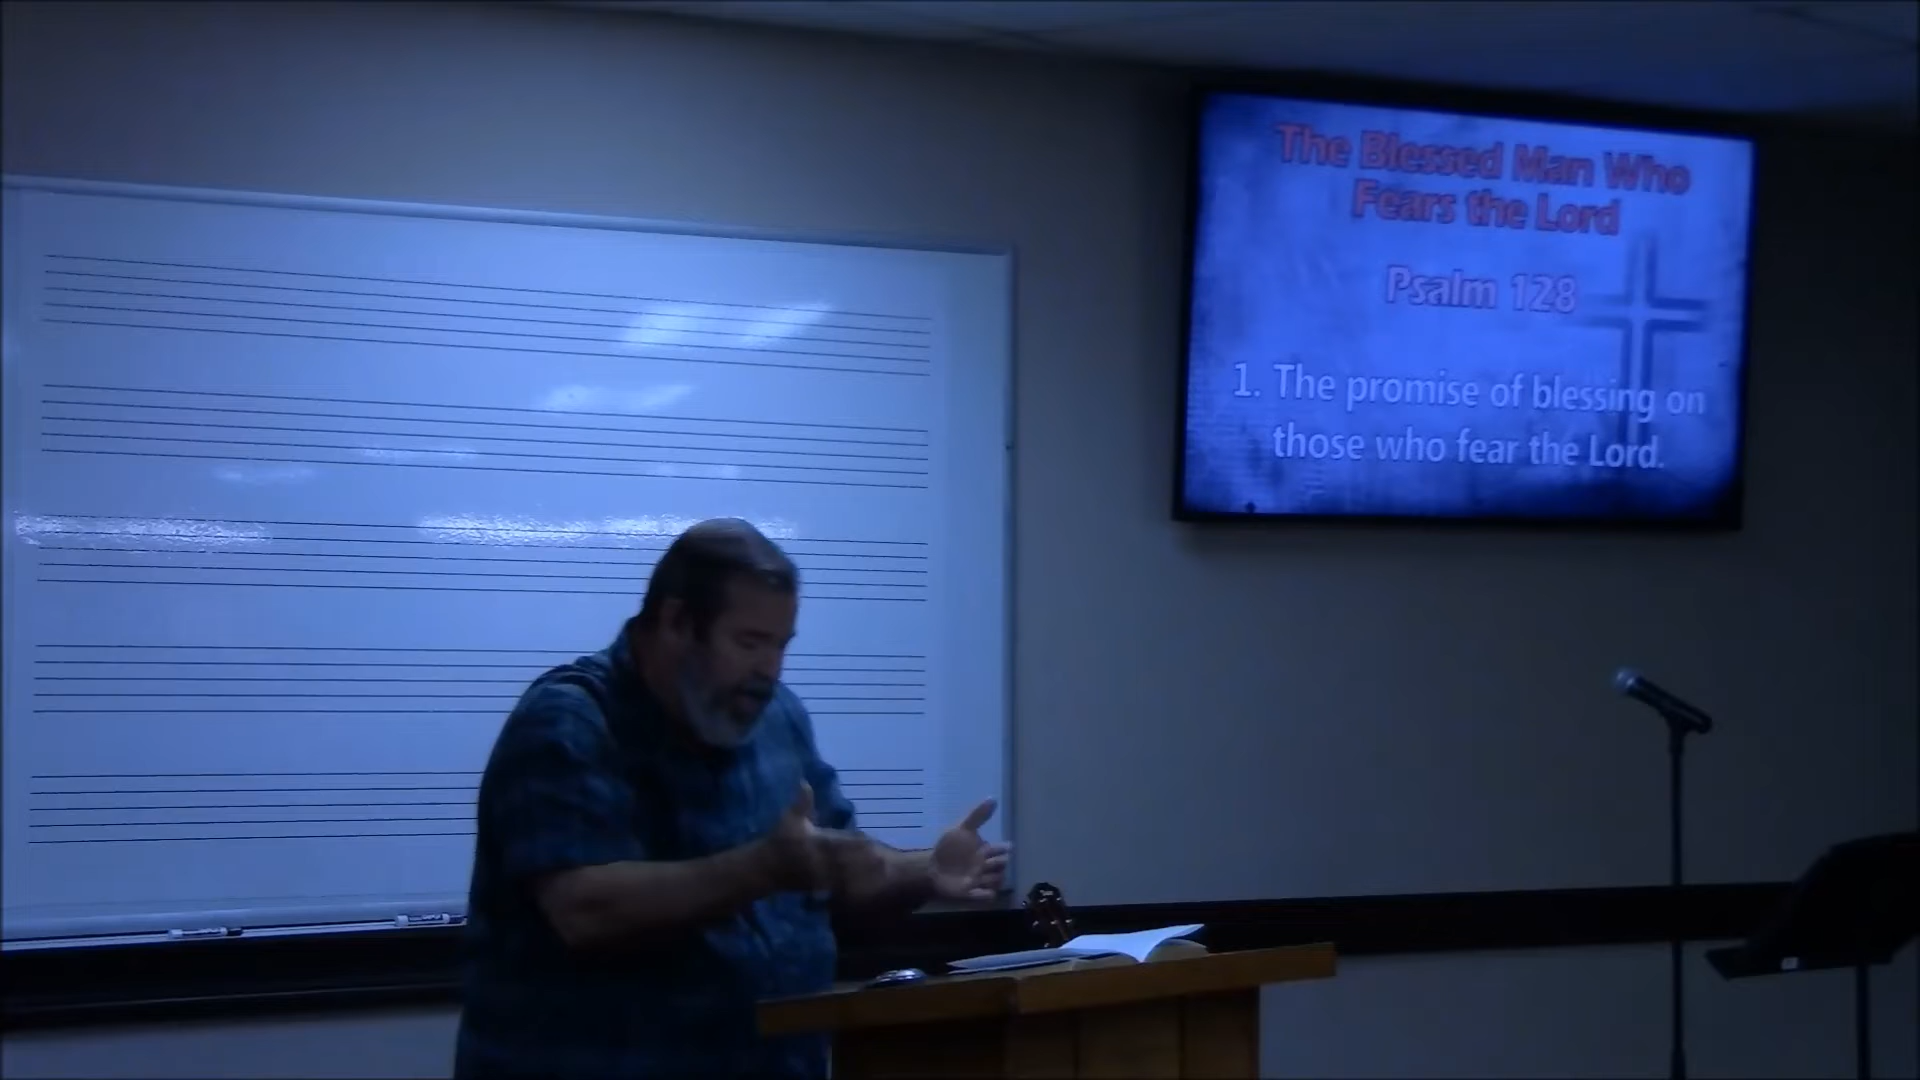 The Blessed Man Who
Fears the Lord
Psalm 128
1. The promise of blessing on
those who fear the Lord.